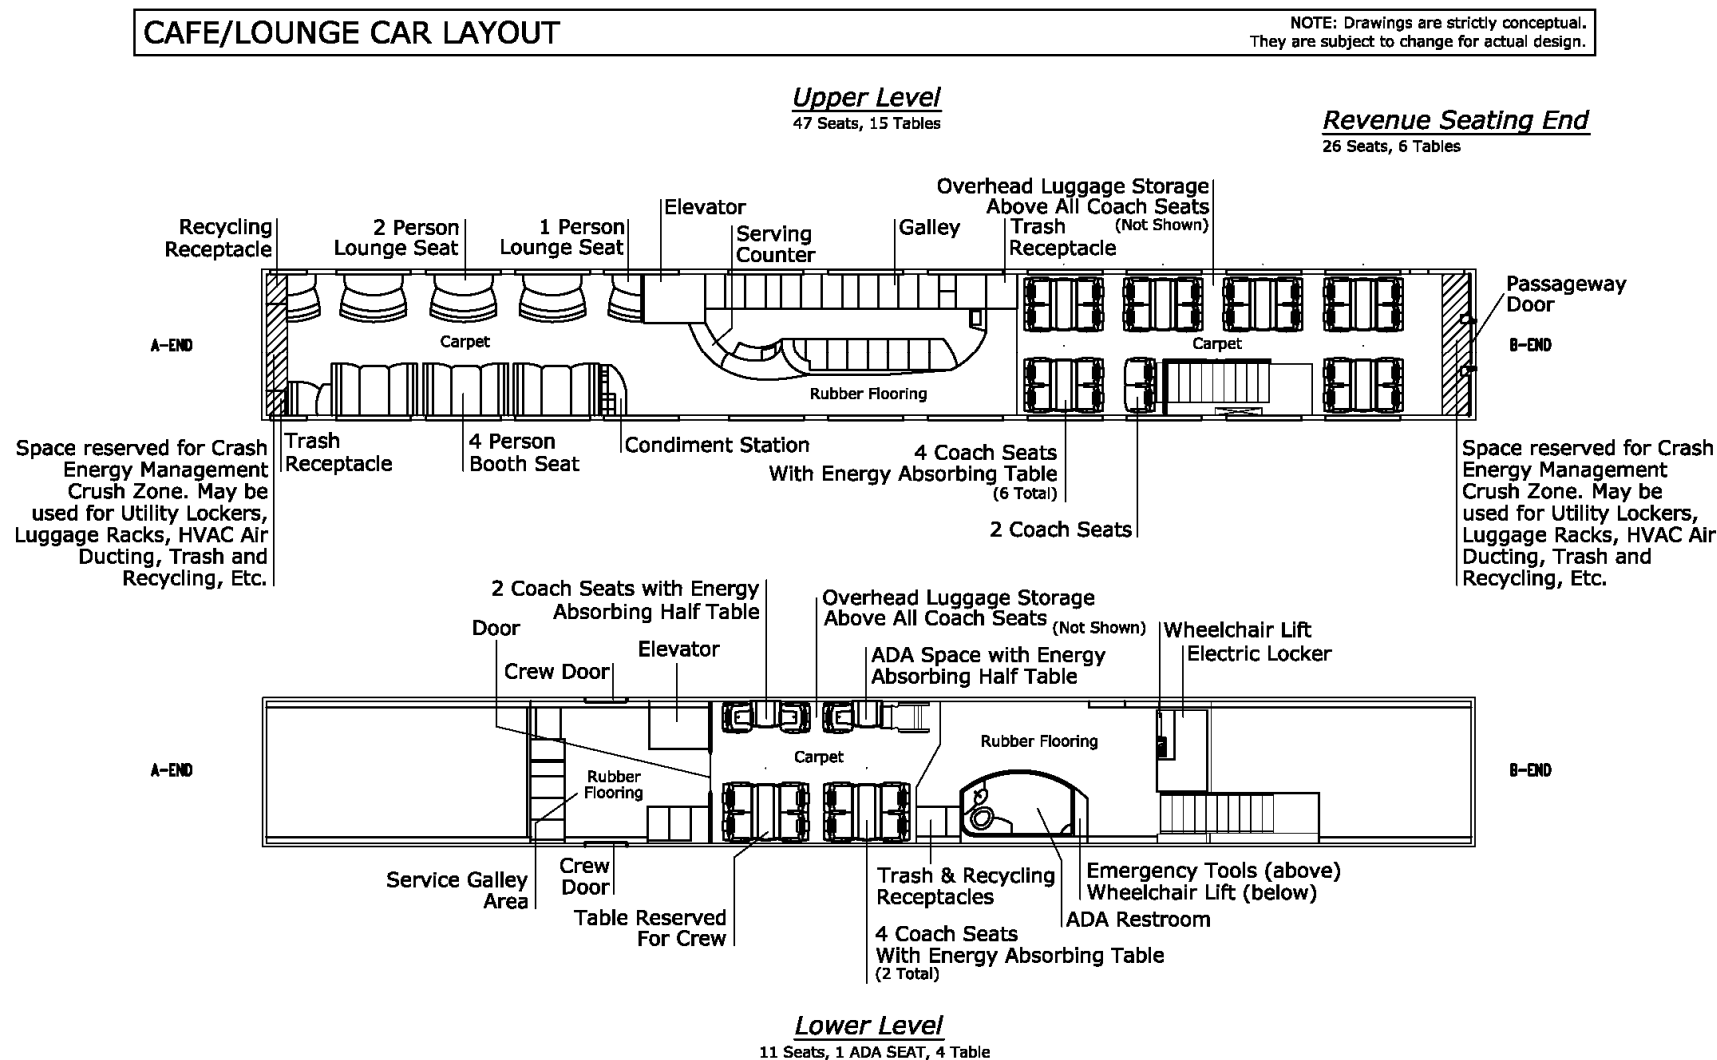 CAFE/LOUNGE CAR LAYOUT
NOTE: Drawings are strictly conceptual.
They are subject to change for actual design.
Upper Level
47 Seats, 15 Tables
Revenue Seating End
26 Seats, 6 Tables
Recycling
Receptacle
2 Person
Lounge Seat
1 Person
Lounge Seat
Elevator
Serving
Counter
Galley
Overhead Luggage Storage
Above All Coach Seats
(Not Shown)
Trash
Receptacle
Passageway
Door
A-END
Carpet
Rubber Flooring
Carpet
B-END
Space reserved for Crash
Energy Management
Crush Zone. May be
used for Utility Lockers,
Luggage Racks, HVAC Air
Ducting, Trash and
Recycling, Etc.
Trash
Receptacle
4 Person
Booth Seat
Condiment Station
4 Coach Seats
With Energy Absorbing Table
(6 Total)
2 Coach Seats
Space reserved for Crash
Energy Management
Crush Zone. May be
used for Utility Lockers,
Luggage Racks, HVAC Air
Ducting, Trash and
Recycling, Etc.
2 Coach Seats with Energy
Absorbing Half Table
Door
Crew Door
Elevator
Overhead Luggage Storage
Above All Coach Seats (Not Shown)
ADA Space with Energy
Absorbing Half Table
Wheelchair Lift
Electric Locker
A-END
Rubber
Flooring
Carpet
Rubber Flooring
B-END
Service Galley
Area
Crew
Door
Table Reserved
For Crew
Trash & Recycling
Receptacles
4 Coach Seats
With Energy Absorbing Table
(2 Total)
Emergency Tools (above)
Wheelchair Lift (below)
ADA Restroom
Lower Level
11 Seats, 1 ADA SEAT, 4 Table